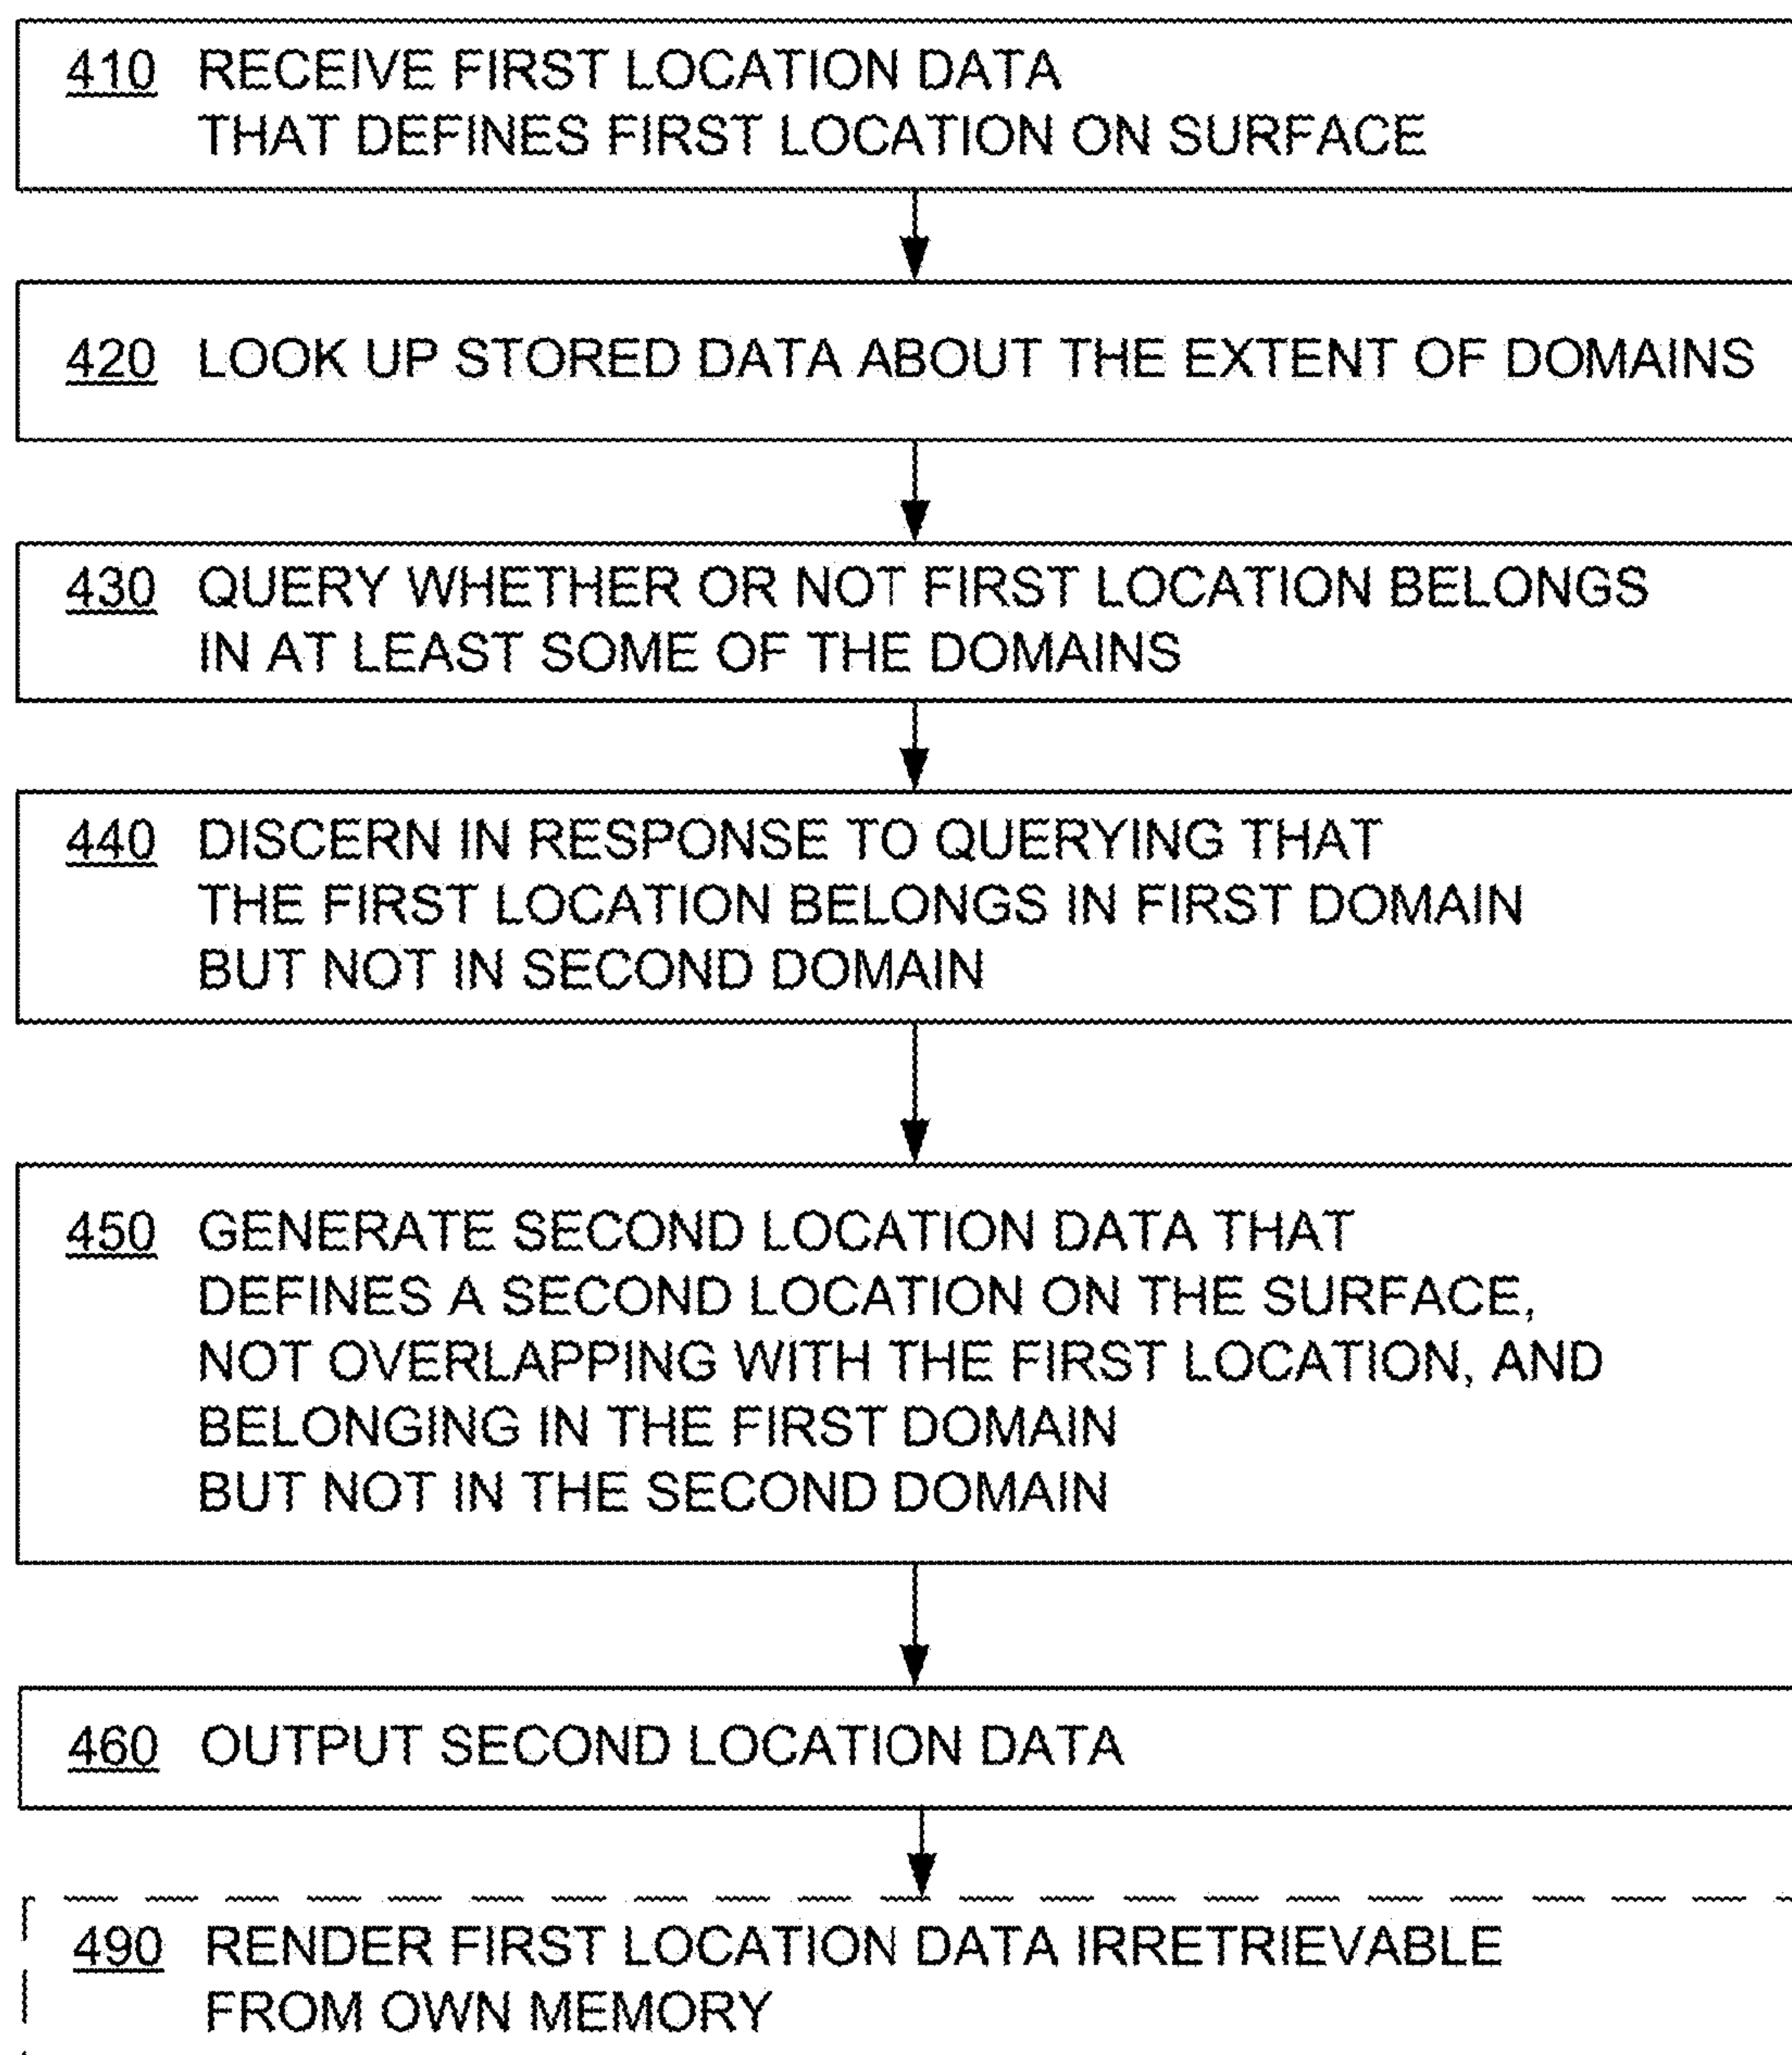 410 RECEIVE FIRST LOCATION DATA
THAT DEFINES FIRST LOCATION ON SURFACE
420 LOOK UP STORED DATA ABOUT THE EXTENT OF DOMAINS
430 QUERY WHETHER OR NOT FIRST LOCATION BELONGS
IN AT LEAST SOME OF THE DOMAINS
440 DISCERN IN RESPONSE TO QUERYING THAT
THE FIRST LOCATION BELONGS IN FIRST DOMAIN
BUT NOT IN SECOND DOMAIN
450 GENERATE SECOND LOCATION DATA THAT
DEFINES A SECOND LOCATION ON THE SURFACE,
NOT OVERLAPPING WITH THE FIRST LOCATION, AND
BELONGING IN THE FIRST DOMAIN
BUT NOT IN THE SECOND DOMAIN
460 OUTPUT SECOND LOCATION DATA
490 RENDER FIRST LOCATION DATA IRRETRIEVABLE
FROM OWN MEMORY